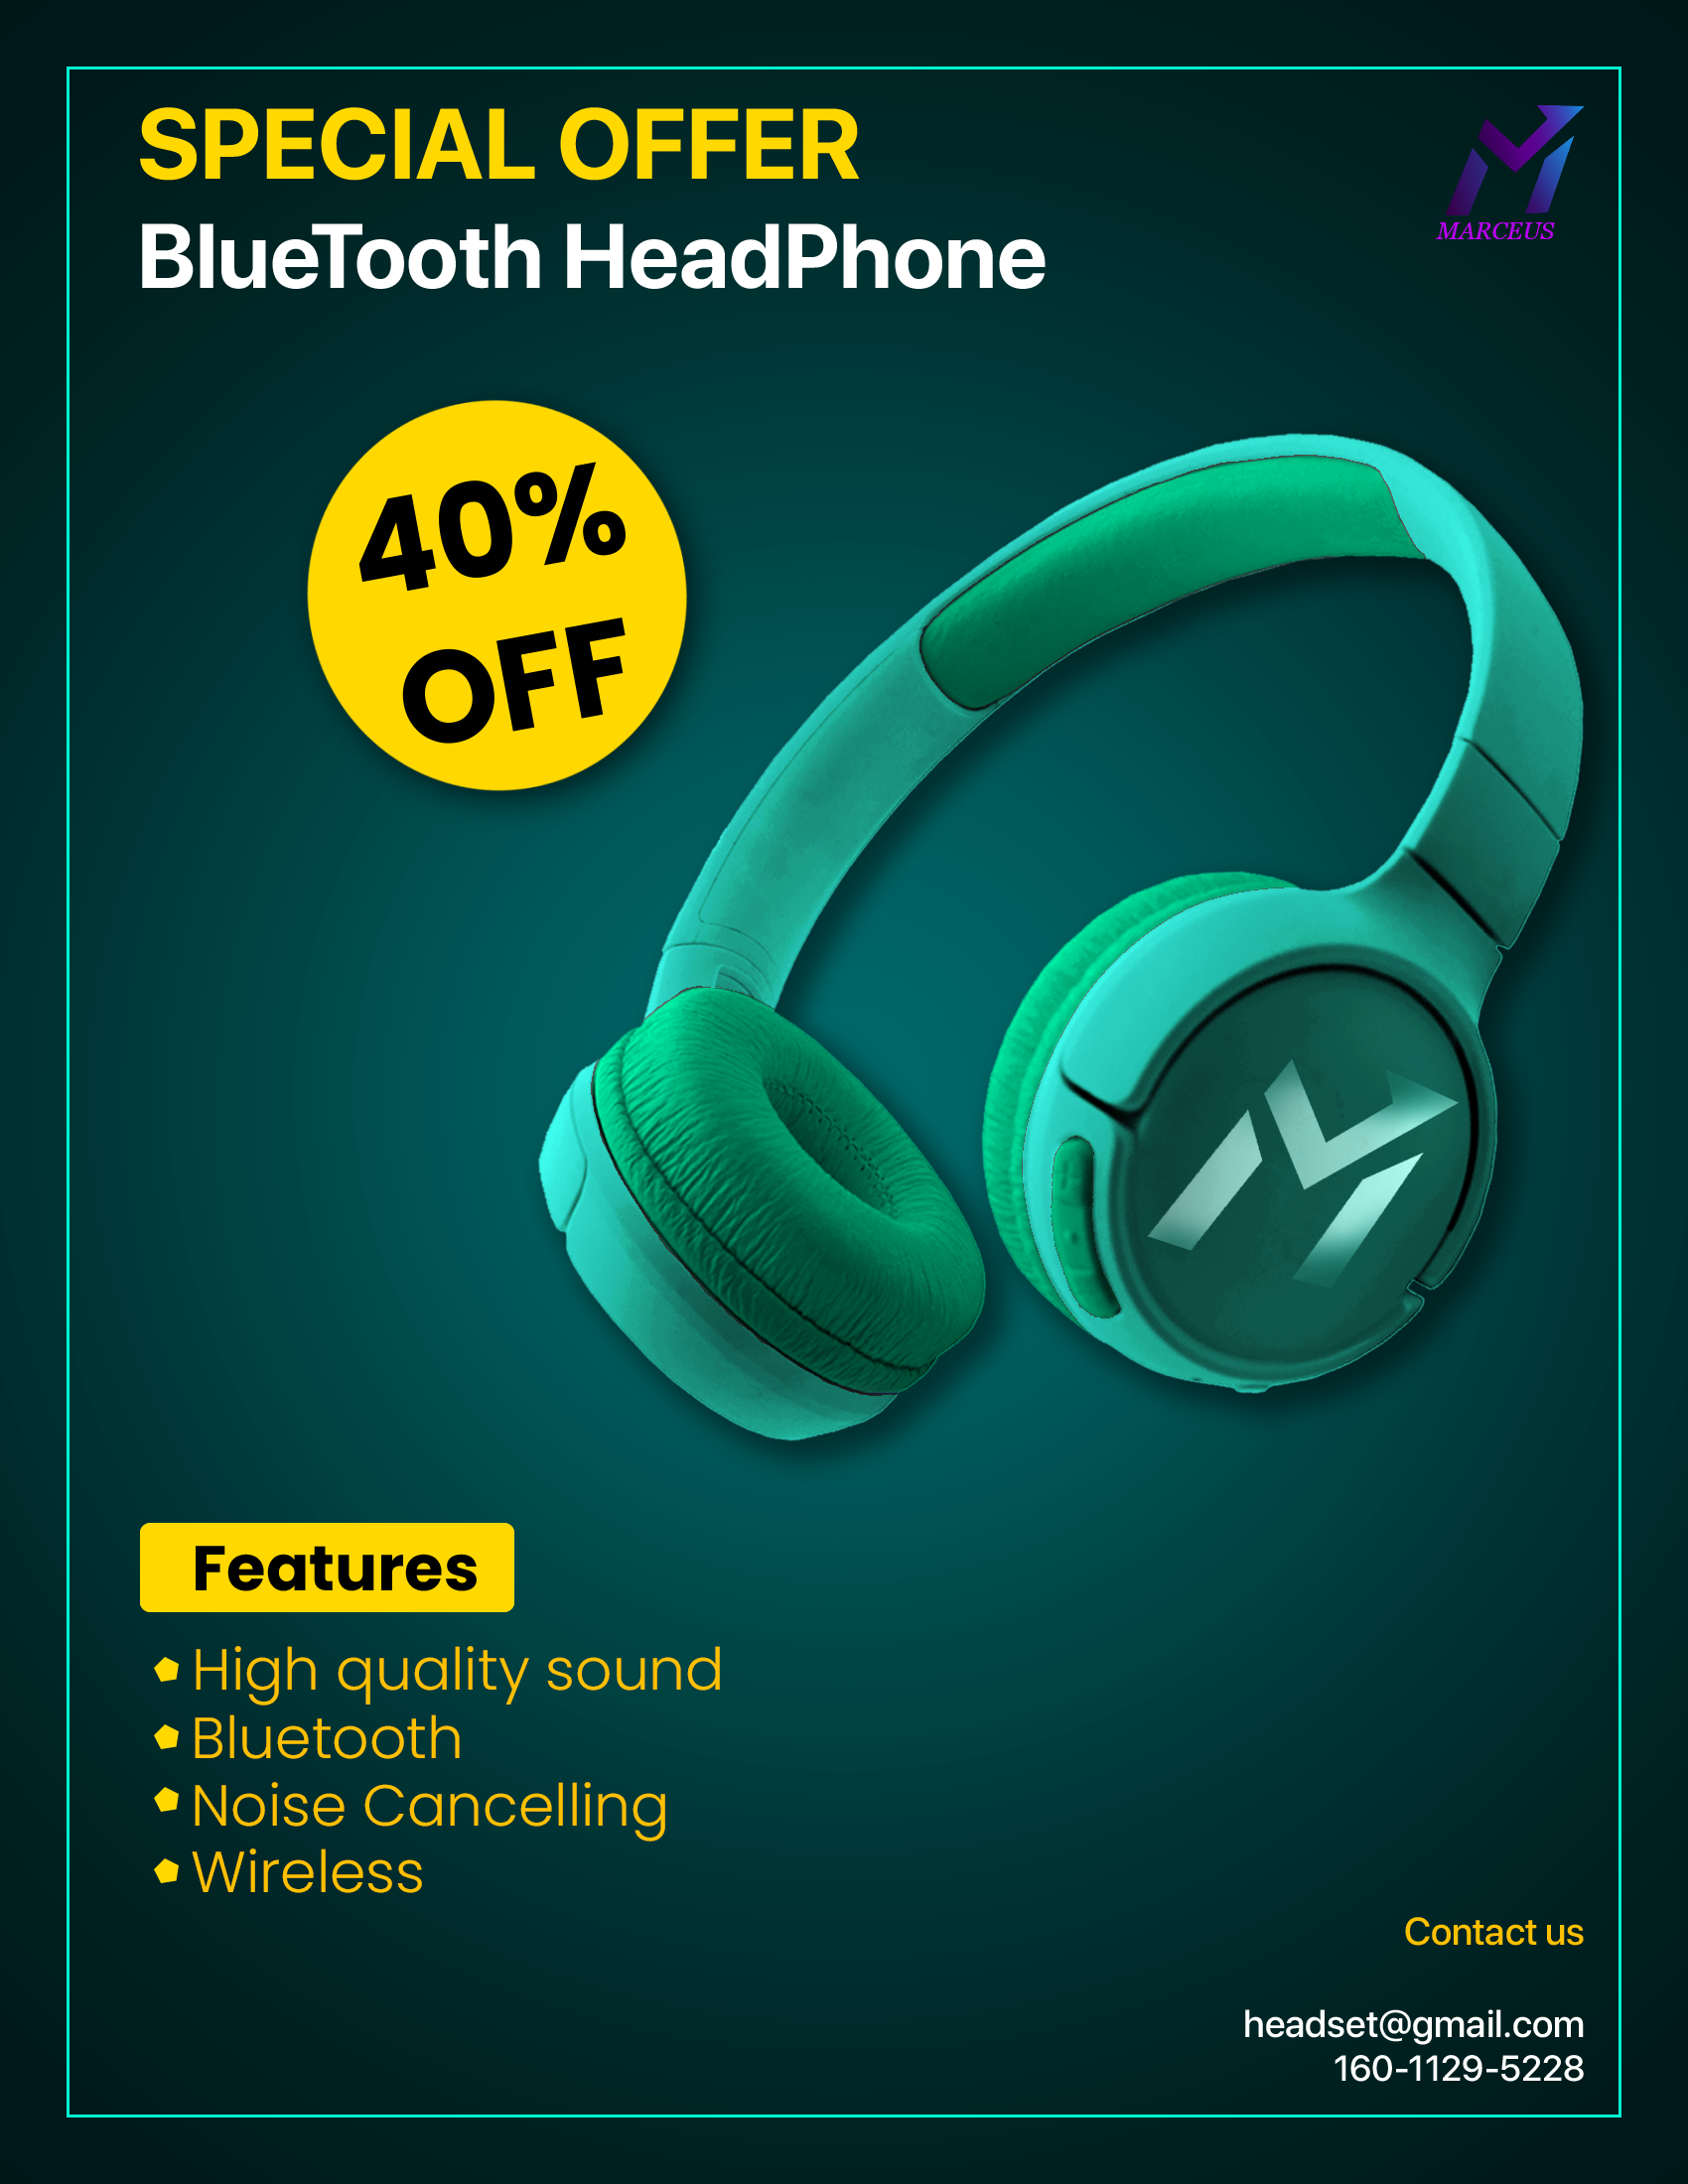 SPECIAL OFFER
BlueTooth HeadPhone
MARCEUS
40%
OFF
Features
High quality sound
Bluetooth
Noise Cancelling
Wireless
Contact us
headset@gmail.com
160-1129-5228